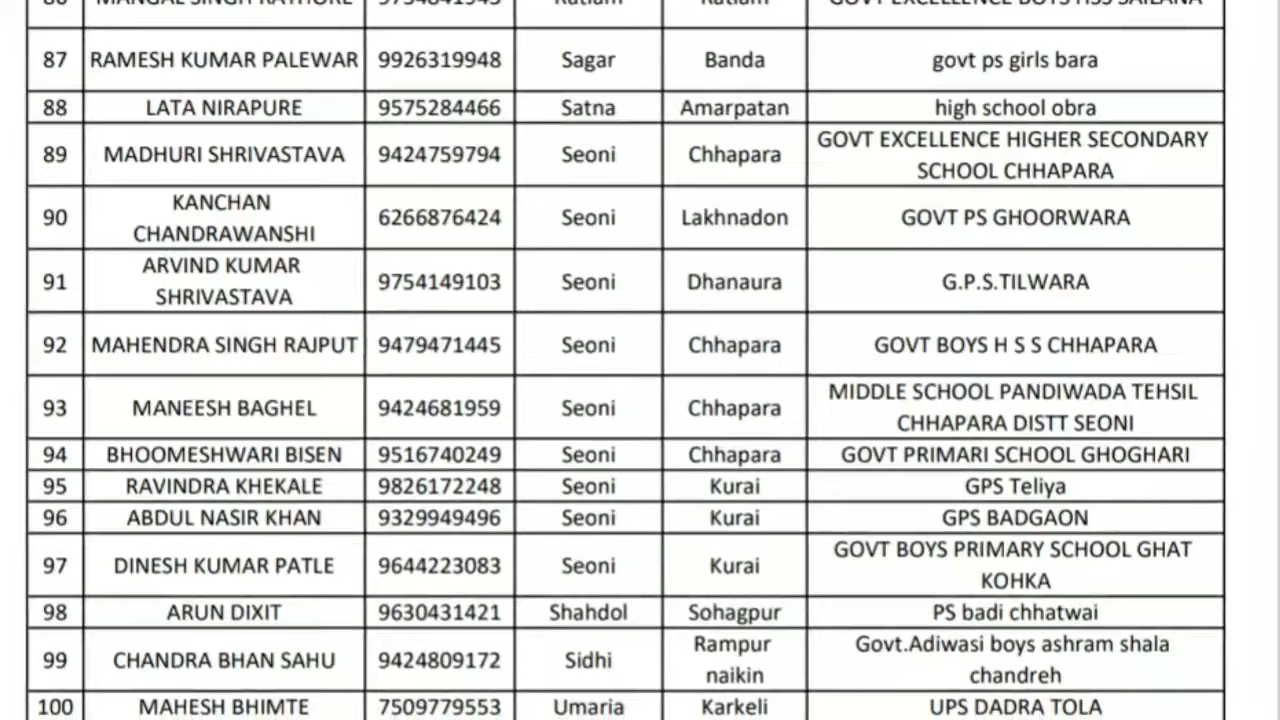 86 MANGAL SINGH RATHORE 9754841943 Ratlam Ratlam GOVT EXCELLENCE BOYS HSS SAILANA
87 RAMESH KUMAR PALEWAR 9926319948 Sagar Banda govt ps girls bara
88 LATA NIRAPURE 9575284466 Satna Amarpatan high school obra
89 MADHURI SHRIVASTAVA 9424759794 Seoni Chhapara GOVT EXCELLENCE HIGHER SECONDARY
SCHOOL CHHAPARA
90 KANCHAN
CHANDRAWANSHI 6266876424 Seoni Lakhnadon GOVT PS GHOORWARA
91 ARVIND KUMAR
SHRIVASTAVA 9754149103 Seoni Dhanaura G.P.S.TILWARA
92 MAHENDRA SINGH RAJPUT 9479471445 Seoni Chhapara GOVT BOYS H S S CHHAPARA
93 MANEESH BAGHEL 9424681959 Seoni Chhapara MIDDLE SCHOOL PANDIWADA TEHSIL
CHHAPARA DISTT SEONI
94 BHOOMESHWARI BISEN 9516740249 Seoni Chhapara GOVT PRIMARI SCHOOL GHOGHARI
95 RAVINDRA KHEKALE 9826172248 Seoni Kurai GPS Teliya
96 ABDUL NASIR KHAN 9329949496 Seoni Kurai GPS BADGAON
97 DINESH KUMAR PATLE 9644223083 Seoni Kurai GOVT BOYS PRIMARY SCHOOL GHAT
KOHKA
98 ARUN DIXIT 9630431421 Shahdol Sohagpur PS badi chhatwai
99 CHANDRA BHAN SAHU 9424809172 Sidhi Rampur
naikin Govt.Adiwasi boys ashram shala
chandreh
100 MAHESH BHIMTE 7509779553 Umaria Karkeli UPS DADRA TOLA